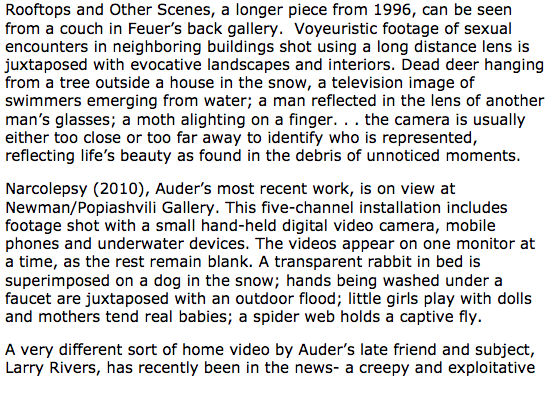 Rooftops and Other Scenes, a longer piece from 1996, can be seen
from a couch in Feuer’s back gallery.  Voyeuristic footage of sexual
encounters in neighboring buildings shot using a long distance lens is
juxtaposed with evocative landscapes and interiors. Dead deer hanging
from a tree outside a house in the snow, a television image of
swimmers emerging from water; a man reflected in the lens of another
man’s glasses; a moth alighting on a finger. . . the camera is usually
either too close or too far away to identify who is represented,
reflecting life’s beauty as found in the debris of unnoticed moments.

Narcolepsy (2010), Auder’s most recent work, is on view at
Newman/Popiashvili Gallery. This five-channel installation includes
footage shot with a small hand-held digital video camera, mobile
phones and underwater devices. The videos appear on one monitor at
a time, as the rest remain blank. A transparent rabbit in bed is
superimposed on a dog in the snow; hands being washed under a
faucet are juxtaposed with an outdoor flood; little girls play with dolls
and mothers tend real babies; a spider web holds a captive fly.

A very different sort of home video by Auder’s late friend and subject,
Larry Rivers, has recently been in the news- a creepy and exploitative